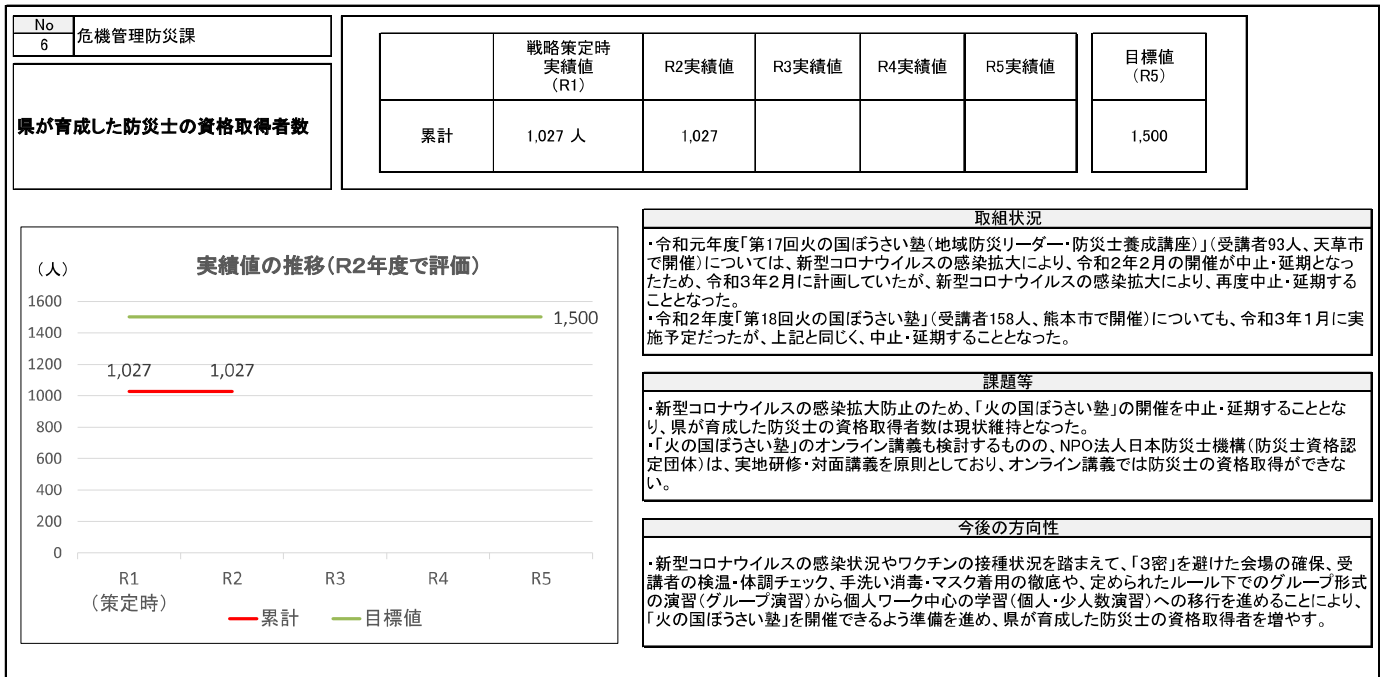 No
6
危機管理防災課
県が育成した防災士の資格取得者数
戦略策定時
実績値
（R1）
R2実績値
R3実績値
R4実績値
R5実績値
目標値
（R5）
累計
1,027 人
1,027
1,500
実績値の推移（R2年度で評価）
（人）
1600
1400
1200
1000
800
600
400
200
0
1,500
1,027
1,027
R1
（策定時）
R2
R3
R4
R5
累計
目標値
取組状況
・令和元年度「第17回火の国ぼうさい塾（地域防災リーダー・防災士養成講座）」（受講者93人、天草市
で開催）については、新型コロナウイルスの感染拡大により、令和2年2月の開催が中止・延期となっ
たため、令和3年2月に計画していたが、新型コロナウイルスの感染拡大により、再度中止・延期する
こととなった。
・令和2年度「第18回火の国ぼうさい塾」（受講者158人、熊本市で開催）についても、令和3年1月に実
施予定だったが、上記と同じく、中止・延期することとなった。
課題等
・新型コロナウイルスの感染拡大防止のため、「火の国ぼうさい塾」の開催を中止・延期することとな
り、県が育成した防災士の資格取得者数は現状維持となった。
・「火の国ぼうさい塾」のオンライン講義も検討するものの、NPO法人日本防災士機構（防災士資格認
定団体）は、実地研修・対面講義を原則としており、オンライン講義では防災士の資格取得ができな
い。
今後の方向性
・新型コロナウイルスの感染状況やワクチンの接種状況を踏まえて、「3密」を避けた会場の確保、受
講者の検温・体調チェック、手洗い消毒・マスク着用の徹底や、定められたルール下でのグループ形式
の演習（グループ演習）から個人ワーク中心の学習（個人・少人数演習）への移行を進めることにより、
「火の国ぼうさい塾」を開催できるよう準備を進め、県が育成した防災士の資格取得者を増やす。